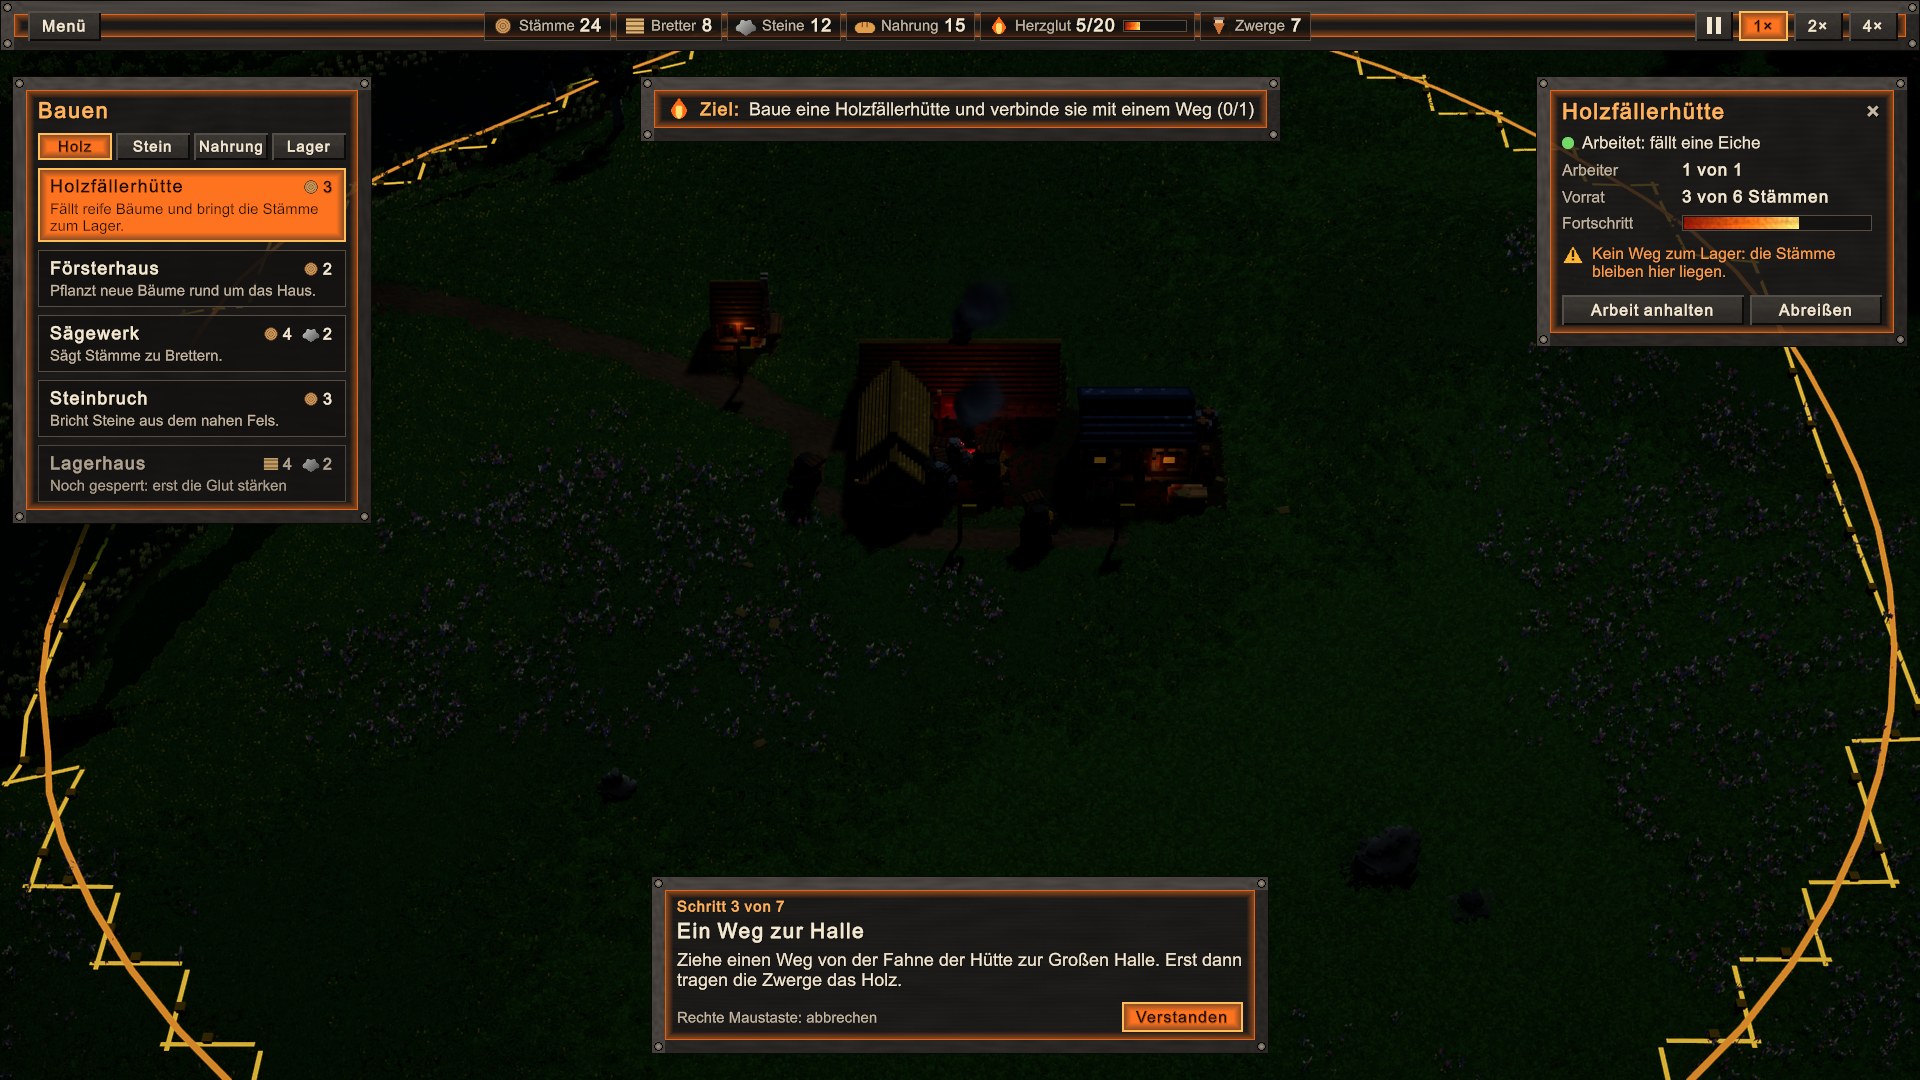 Menü
Stämme 24
Bretter 8
Steine 12
Nahrung 15
Herzglut 5/20
Zwerge 7
1×
2×
4×
Bauen
Holz
Stein
Nahrung
Lager
Holzfällerhütte 3
Fällt reife Bäume und bringt die Stämme
zum Lager.
Försterhaus 2
Pflanzt neue Bäume rund um das Haus.
Sägewerk 4 2
Sägt Stämme zu Brettern.
Steinbruch 3
Bricht Steine aus dem nahen Fels.
Lagerhaus 4 2
Noch gesperrt: erst die Glut stärken
Ziel: Baue eine Holzfällerhütte und verbinde sie mit einem Weg (0/1)
Holzfällerhütte ×
Arbeitet: fällt eine Eiche
Arbeiter 1 von 1
Vorrat 3 von 6 Stämmen
Fortschritt
Kein Weg zum Lager: die Stämme
bleiben hier liegen.
Arbeit anhalten
Abreißen
Schritt 3 von 7
Ein Weg zur Halle
Ziehe einen Weg von der Fahne der Hütte zur Großen Halle. Erst dann
tragen die Zwerge das Holz.
Rechte Maustaste: abbrechen
Verstanden